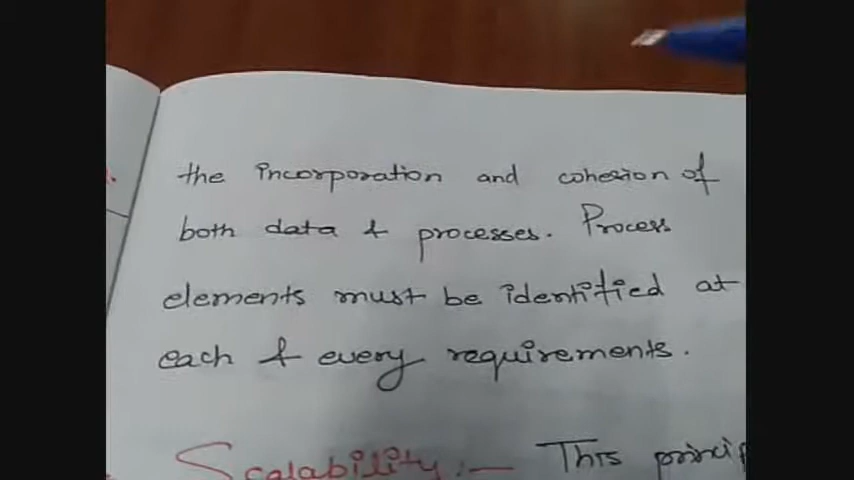 the incorporation and cohesion of
both data & processes. Process
elements must be identified at
each & every requirements.
Scalability :- This